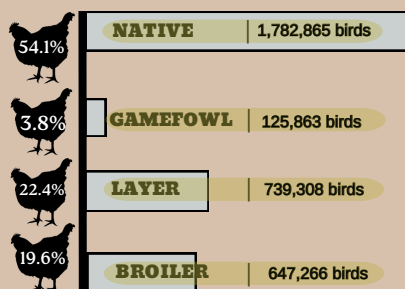 54.1% NATIVE | 1,782,865 birds
3.8% GAMEFOWL | 125,863 birds
22.4% LAYER | 739,308 birds
19.6% BROILER | 647,266 birds